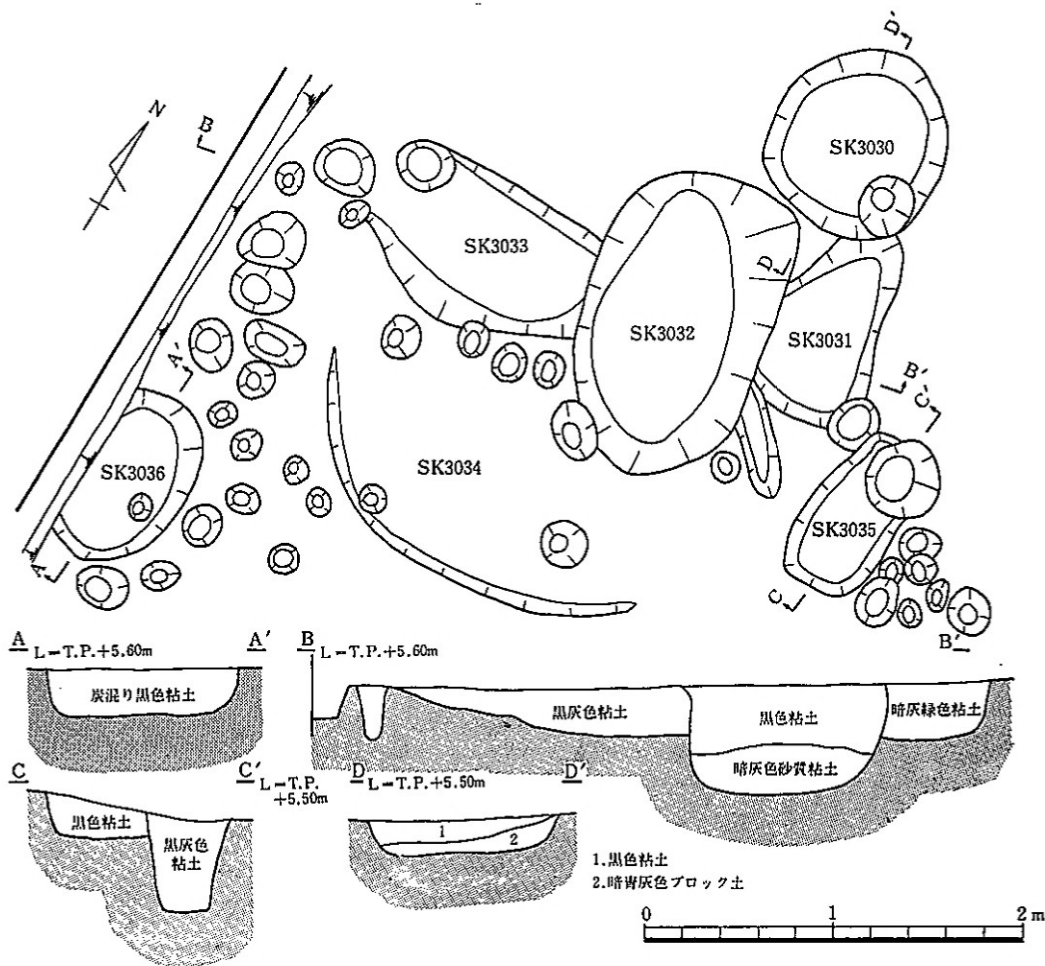 D'
SK3030
N
B
SK3033
D
SK3032
SK3031
A'
B'
C'
SK3034
SK3036
SK3035
A
C
B'
A L=T.P.+5.60m A'
炭混り黒色粘土
B L=T.P.+5.60m
黒灰色粘土
黒色粘土
暗灰緑色粘土
暗灰色砂質粘土
C C' L=T.P.
+5.50m
黒色粘土
黒灰色
粘土
D L=T.P.+5.50m D'
1
2
1.黒色粘土
2.暗青灰色ブロック土
0 1 2m